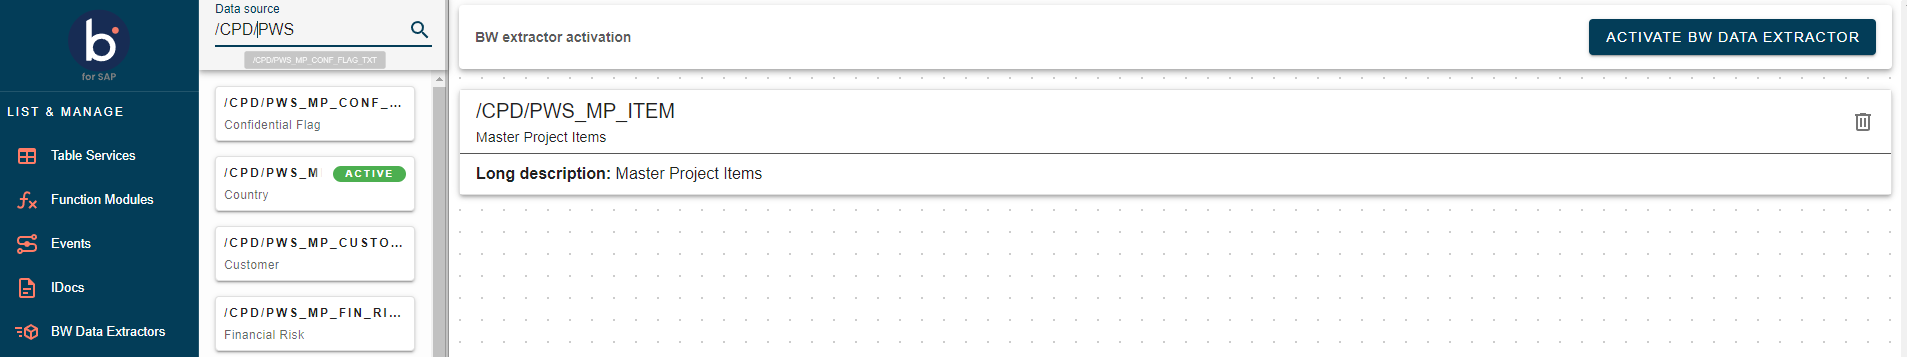 b
for SAP
LIST & MANAGE
Table Services
Function Modules
Events
IDocs
BW Data Extractors
Data source
/CPD/PWS
/CPD/PWS_MP_CONF_FLAG_TXT
/CPD/PWS_MP_CONF_...
Confidential Flag
/CPD/PWS_M
ACTIVE
Country
/CPD/PWS_MP_CUSTO...
Customer
/CPD/PWS_MP_FIN_RI...
Financial Risk
BW extractor activation
ACTIVATE BW DATA EXTRACTOR
/CPD/PWS_MP_ITEM
Master Project Items
Long description: Master Project Items